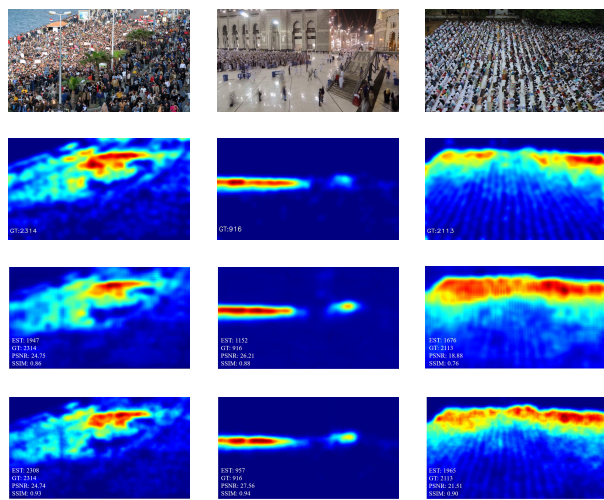 GT:2314
GT:916
GT:2113
EST: 1947
GT: 2314
PSNR: 24.75
SSIM: 0.86
EST: 1152
GT: 916
PSNR: 26.21
SSIM: 0.88
EST: 1676
GT: 2113
PSNR: 18.88
SSIM: 0.76
EST: 2308
GT: 2314
PSNR: 24.74
SSIM: 0.93
EST: 957
GT: 916
PSNR: 27.56
SSIM: 0.94
EST: 1965
GT: 2113
PSNR: 21.51
SSIM: 0.90